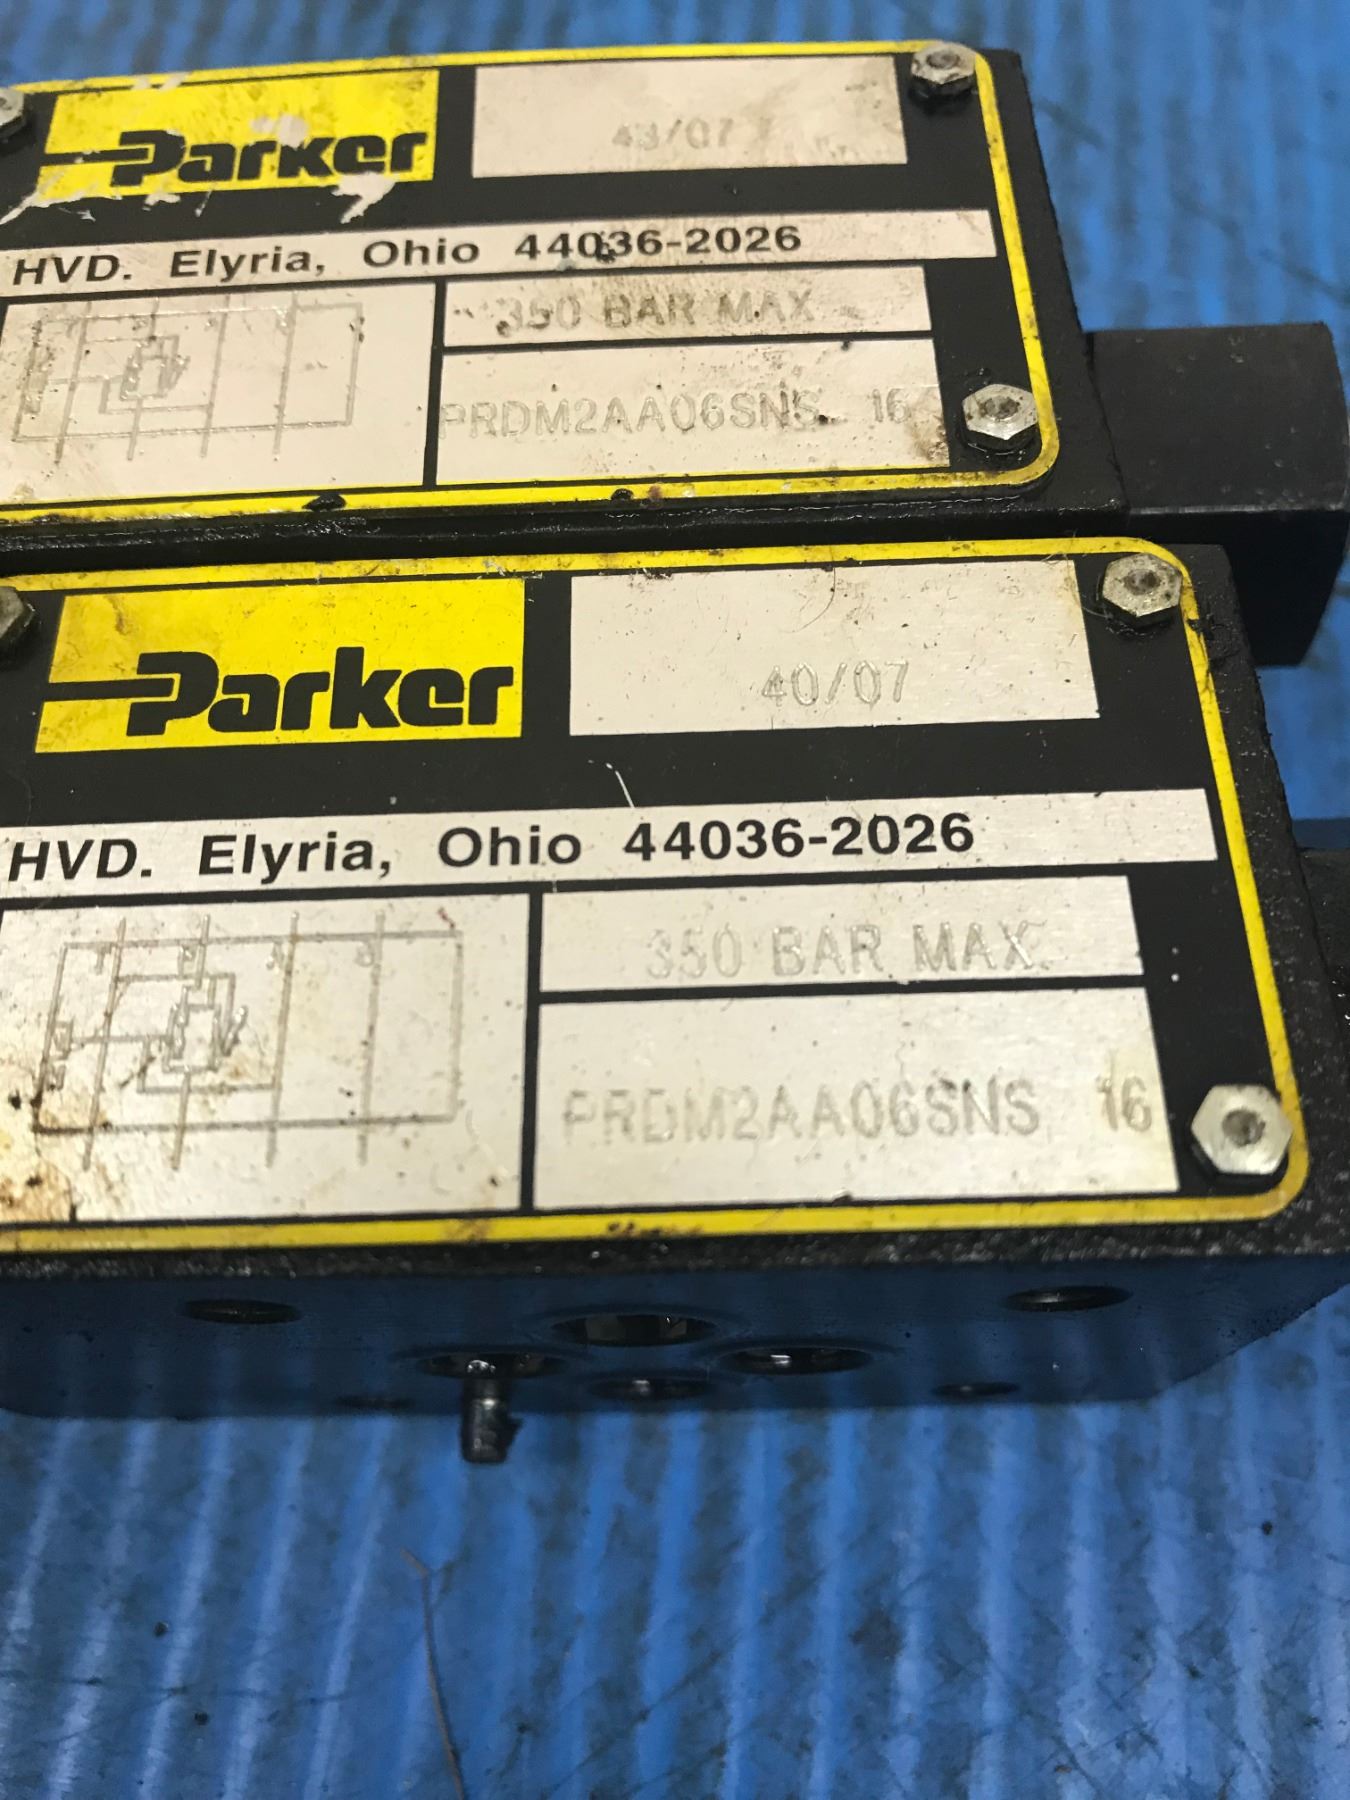 Parker
43/07
HVD. Elyria, Ohio 44036-2026
350 BAR MAX
PRDM2AA06SNS 16
Parker
40/07
HVD. Elyria, Ohio 44036-2026
350 BAR MAX
PRDM2AA06SNS 16